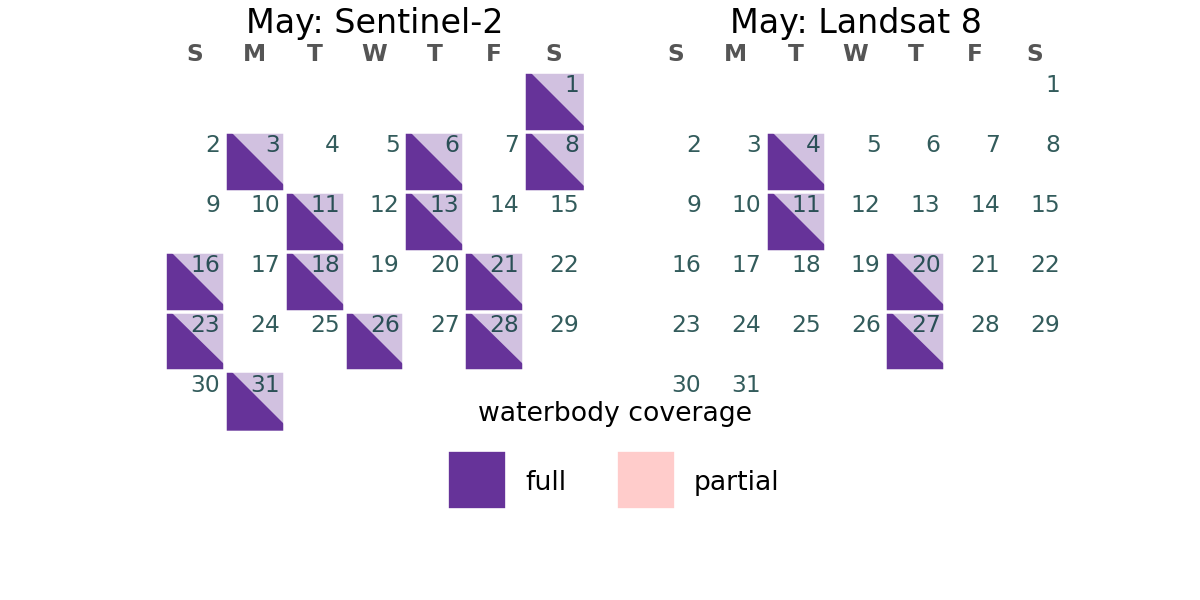 May: Sentinel-2
S M T W T F S
1
2 3 4 5 6 7 8
9 10 11 12 13 14 15
16 17 18 19 20 21 22
23 24 25 26 27 28 29
30 31
May: Landsat 8
S M T W T F S
1
2 3 4 5 6 7 8
9 10 11 12 13 14 15
16 17 18 19 20 21 22
23 24 25 26 27 28 29
30 31
waterbody coverage
full
partial